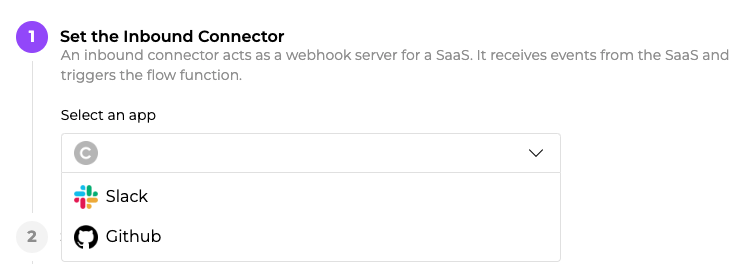 1 Set the Inbound Connector
An inbound connector acts as a webhook server for a SaaS. It receives events from the SaaS and
triggers the flow function.
Select an app
C
Slack
Github
2